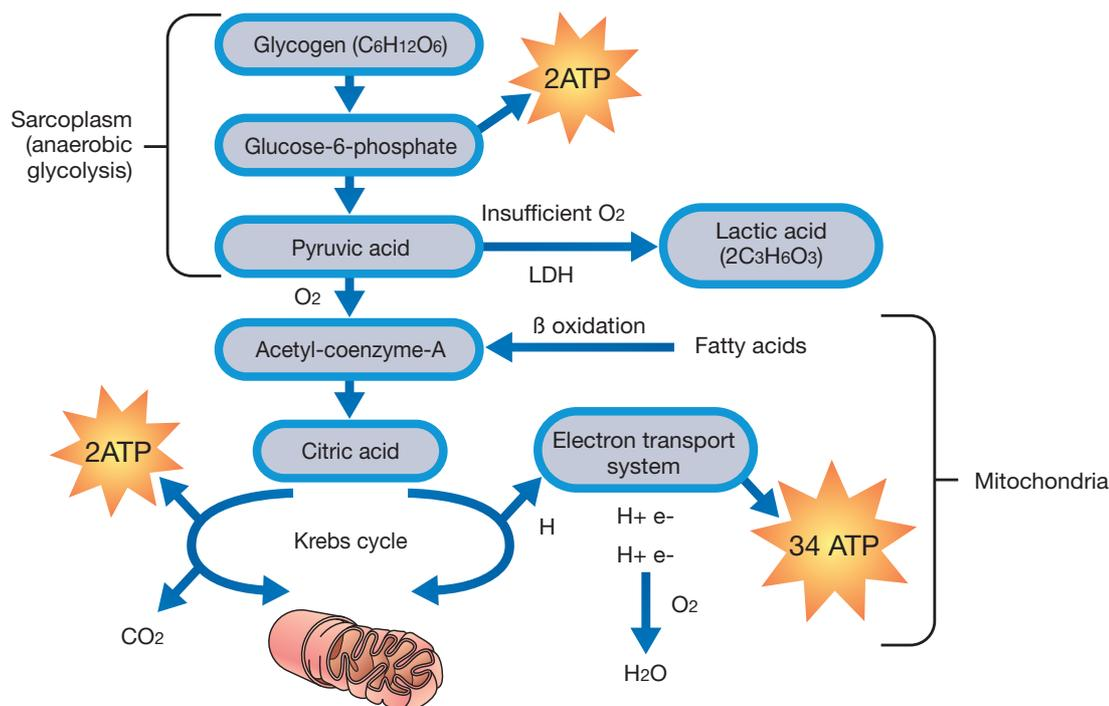 Glycogen (C6H12O6)
2ATP
Sarcoplasm
(anaerobic
glycolysis)
Glucose-6-phosphate
Insufficient O2
Pyruvic acid
LDH
Lactic acid
(2C3H6O3)
O2
ß oxidation
Acetyl-coenzyme-A
Fatty acids
2ATP
Citric acid
Electron transport
system
Mitochondria
Krebs cycle
H
H+ e-
H+ e-
34 ATP
O2
CO2
H2O